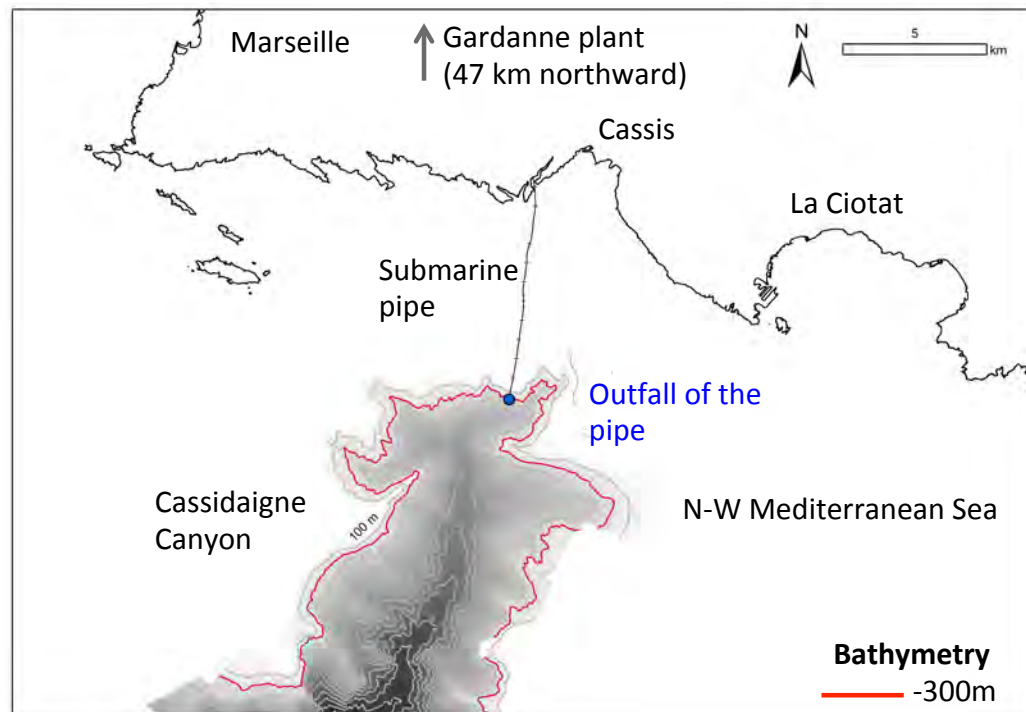 Marseille
Gardanne plant
(47 km northward)
N
5
km
Cassis
La Ciotat
Submarine
pipe
Outfall of the
pipe
Cassidaigne
Canyon
100 m
N-W Mediterranean Sea
Bathymetry
-300m